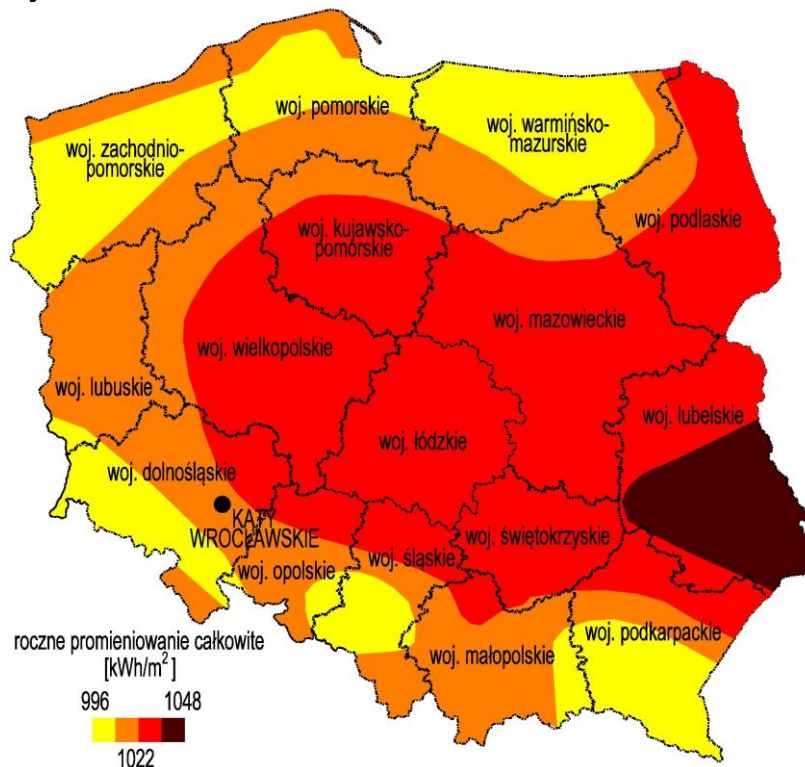 woj. pomorskie
woj. zachodnio-
pomorskie
woj. warmińsko-
mazurskie
woj. podlaskie
woj. kujawsko-
pomorskie
woj. mazowieckie
woj. wielkopolskie
woj. lubuskie
woj. lubelskie
woj. łódzkie
woj. dolnośląskie
KĄTY
WROCŁAWSKIE
woj. świętokrzyskie
woj. śląskie
woj. opolskie
woj. podkarpackie
woj. małopolskie
roczne promieniowanie całkowite
[kWh/m²]
996 1048
1022